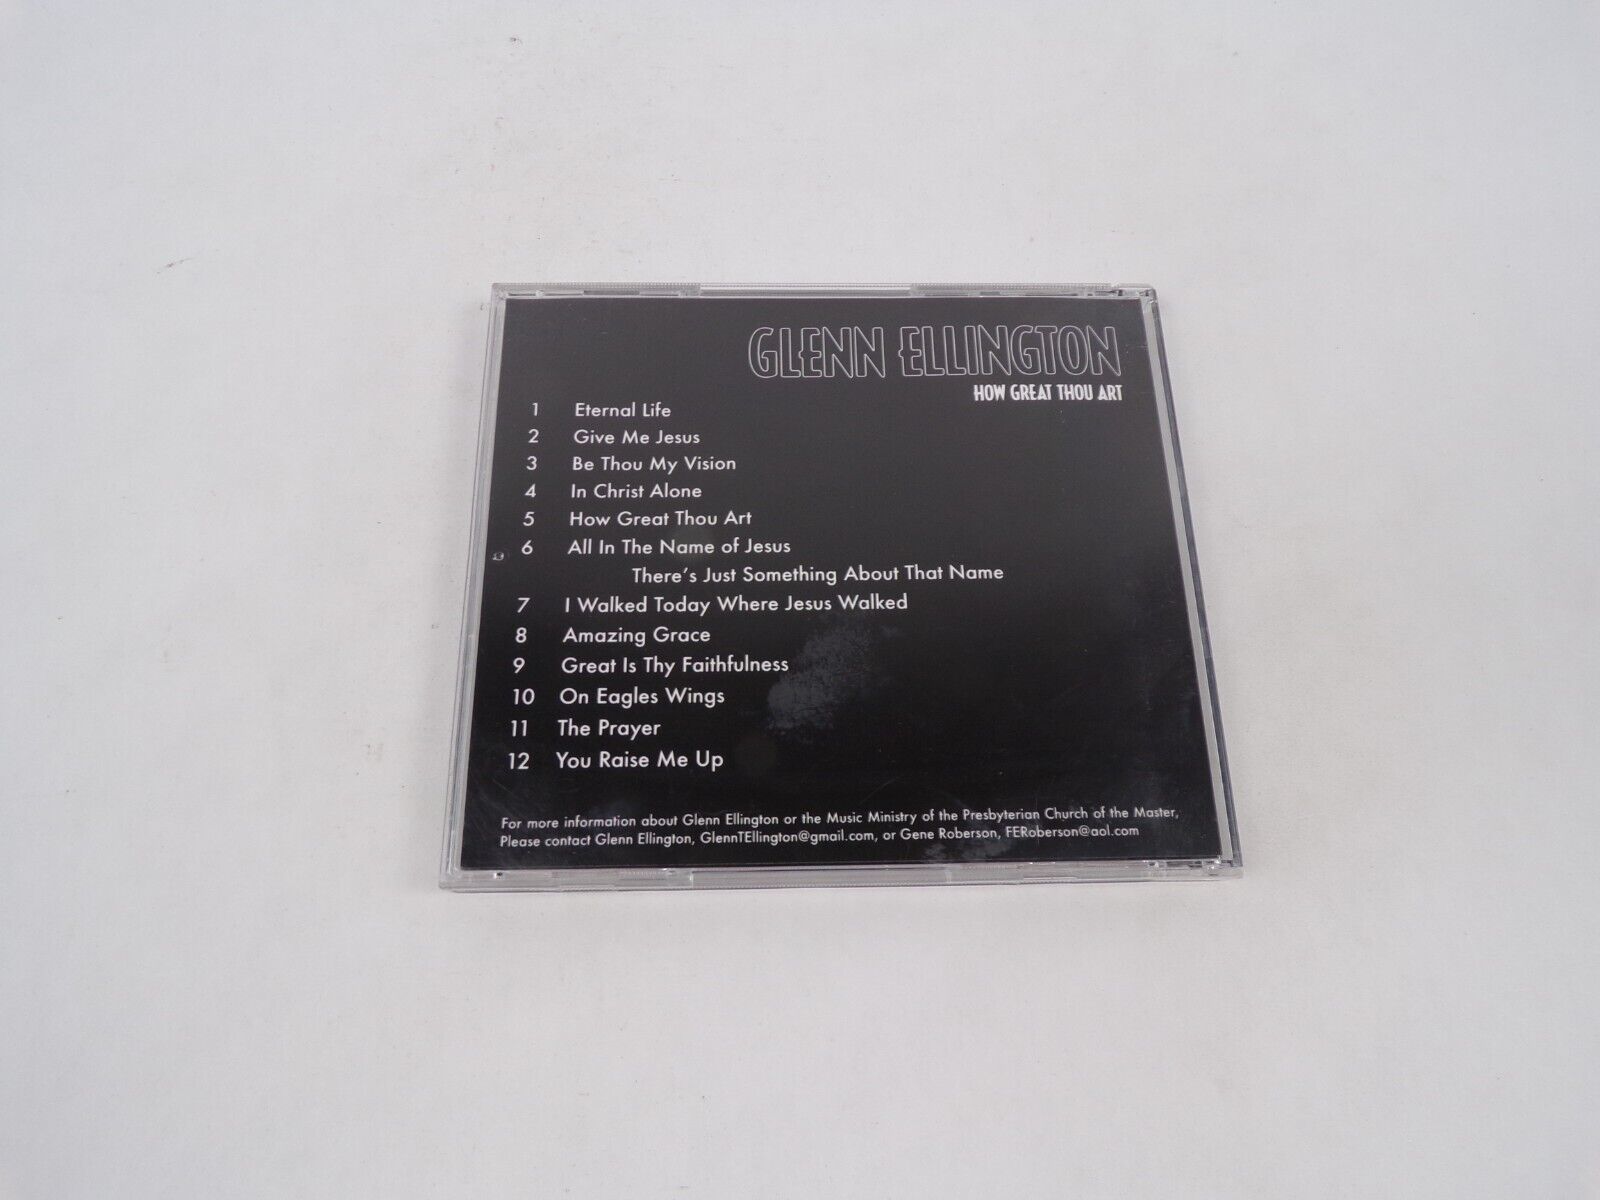 GLENN ELLINGTON
HOW GREAT THOU ART
1 Eternal Life
2 Give Me Jesus
3 Be Thou My Vision
4 In Christ Alone
5 How Great Thou Art
6 All In The Name of Jesus
There's Just Something About That Name
7 I Walked Today Where Jesus Walked
8 Amazing Grace
9 Great Is Thy Faithfulness
10 On Eagles Wings
11 The Prayer
12 You Raise Me Up
For more information about Glenn Ellington or the Music Ministry of the Presbyterian Church of the Master,
Please contact Glenn Ellington, GlennTEllington@gmail.com, or Gene Roberson, FERoberson@aol.com